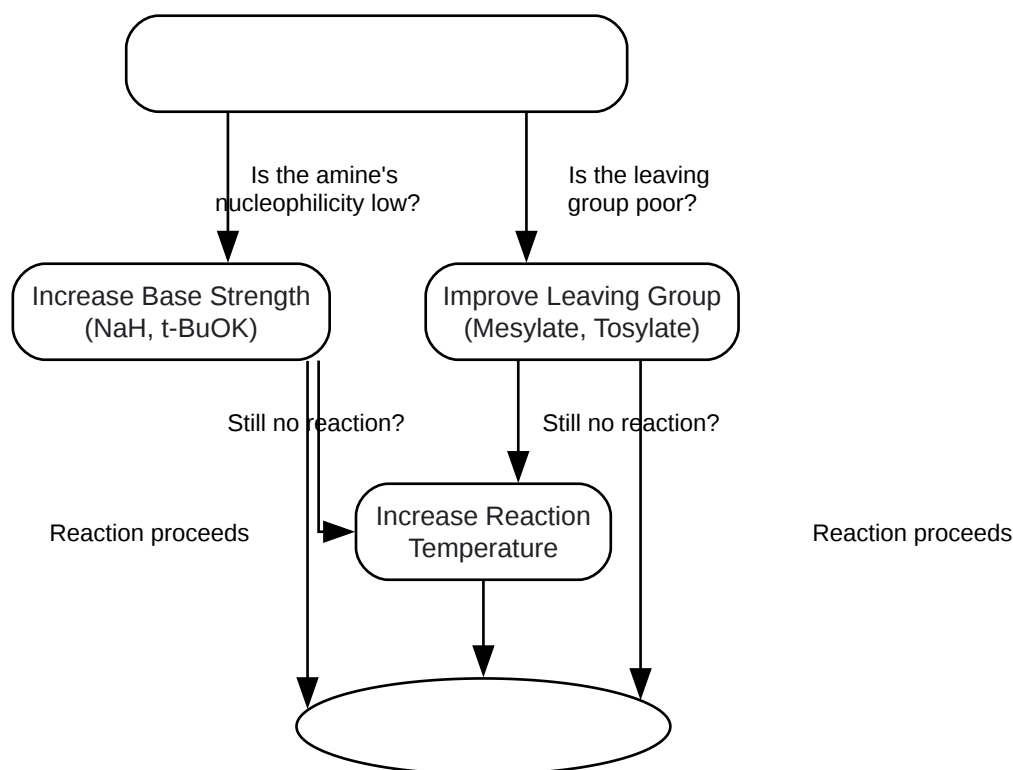 Is the amine's
nucleophilicity low?
Is the leaving
group poor?
Increase Base Strength
(NaH, t-BuOK)
Improve Leaving Group
(Mesylate, Tosylate)
Still no reaction?
Still no reaction?
Increase Reaction
Temperature
Reaction proceeds
Reaction proceeds